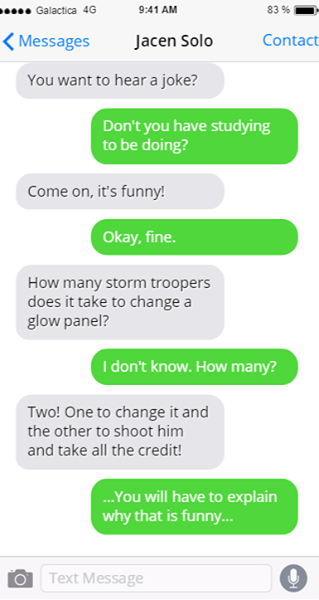 Galactica 4G 9:41 AM 83 %
Messages Jacen Solo Contact
You want to hear a joke?
Don't you have studying
to be doing?
Come on, it's funny!
Okay, fine.
How many storm troopers
does it take to change a
glow panel?
I don't know. How many?
Two! One to change it and
the other to shoot him
and take all the credit!
...You will have to explain
why that is funny...
Text Message